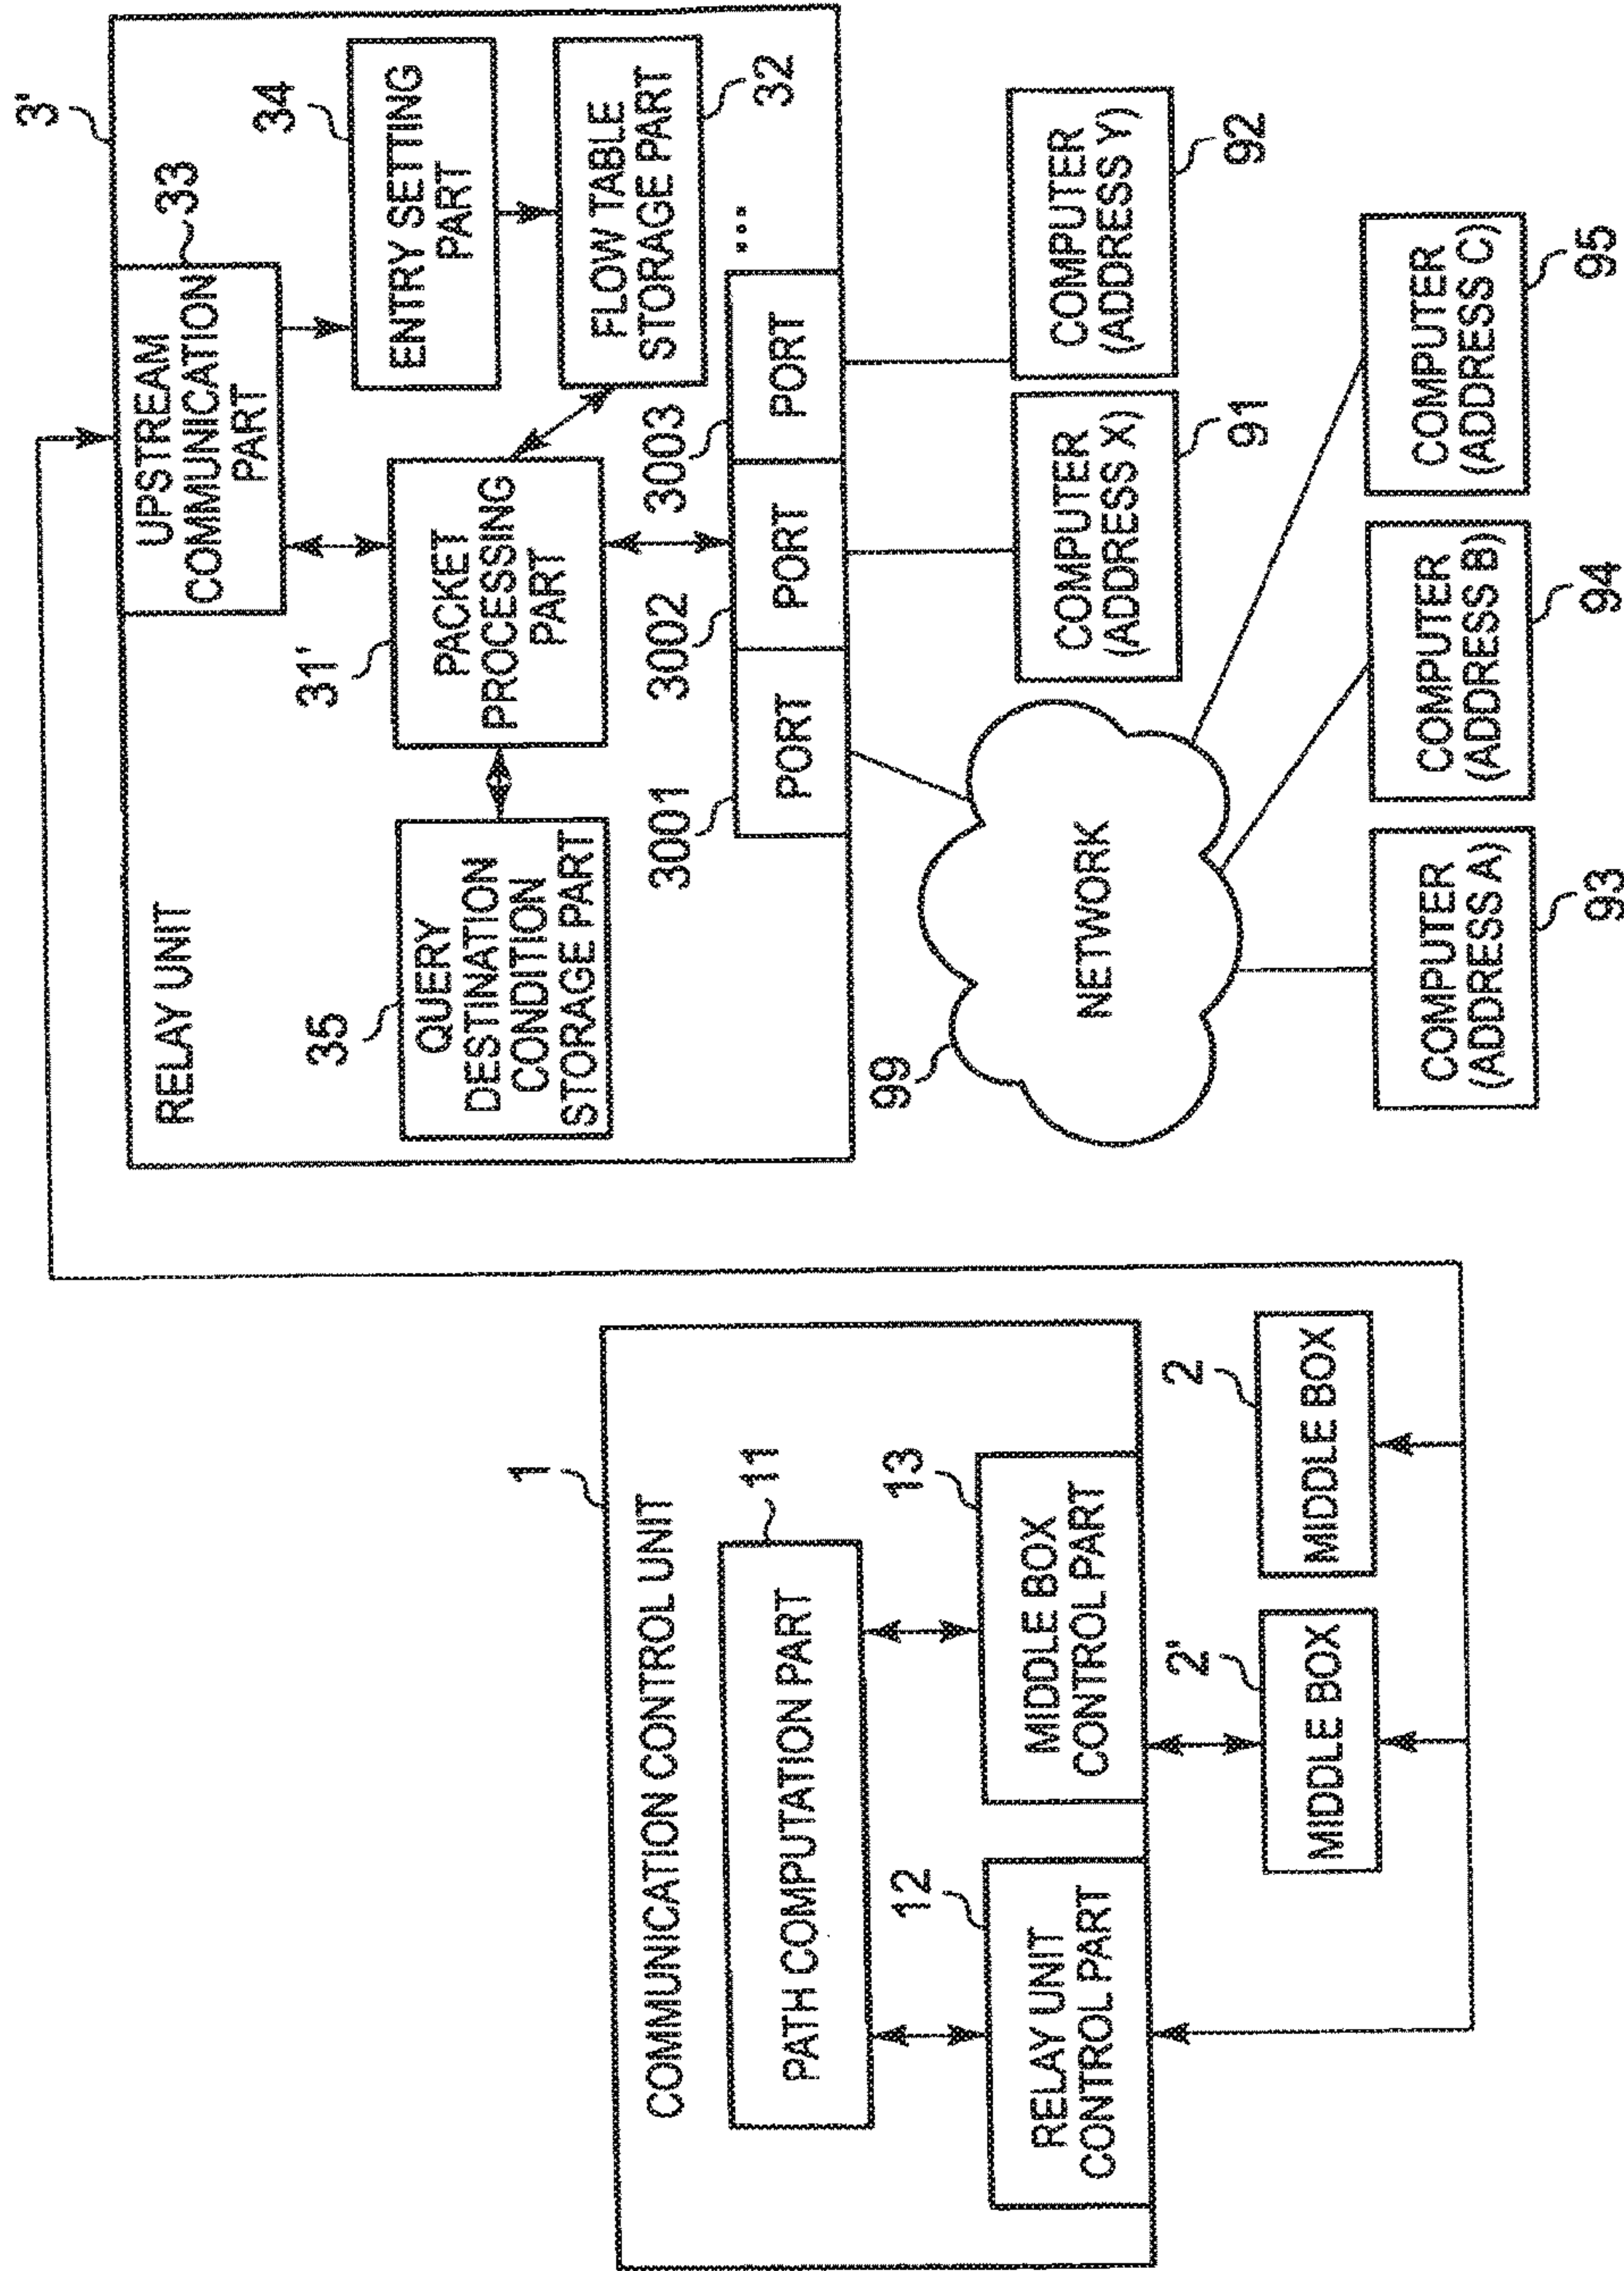 COMMUNICATION CONTROL UNIT
1
PATH COMPUTATION PART
11
RELAY UNIT
CONTROL PART
12
MIDDLE BOX
CONTROL PART
13
MIDDLE BOX
2'
MIDDLE BOX
2
RELAY UNIT
3'
UPSTREAM
COMMUNICATION
PART
33
QUERY
DESTINATION
CONDITION
STORAGE PART
35
PACKET
PROCESSING
PART
31'
ENTRY SETTING
PART
34
FLOW TABLE
STORAGE PART
32
3001
PORT
3002
PORT
3003
PORT
...
NETWORK
99
COMPUTER
(ADDRESS X)
91
COMPUTER
(ADDRESS Y)
92
COMPUTER
(ADDRESS A)
93
COMPUTER
(ADDRESS B)
94
COMPUTER
(ADDRESS C)
95